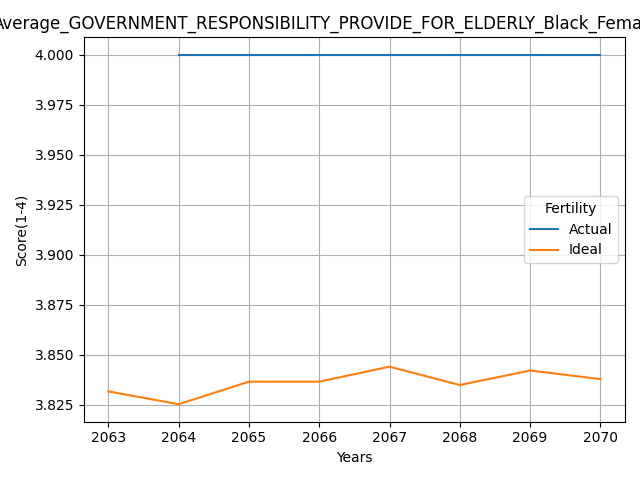 Average_GOVERNMENT_RESPONSIBILITY_PROVIDE_FOR_ELDERLY_Black_Fema
4.000
3.975
3.950
3.925
3.900
3.875
3.850
3.825
Score(1-4)
Fertility
Actual
Ideal
2063 2064 2065 2066 2067 2068 2069 2070
Years